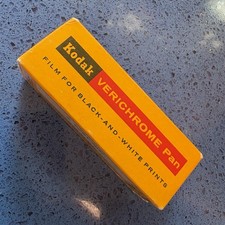 Kodak
VERICHROME Pan
FILM FOR BLACK-AND-WHITE PRINTS